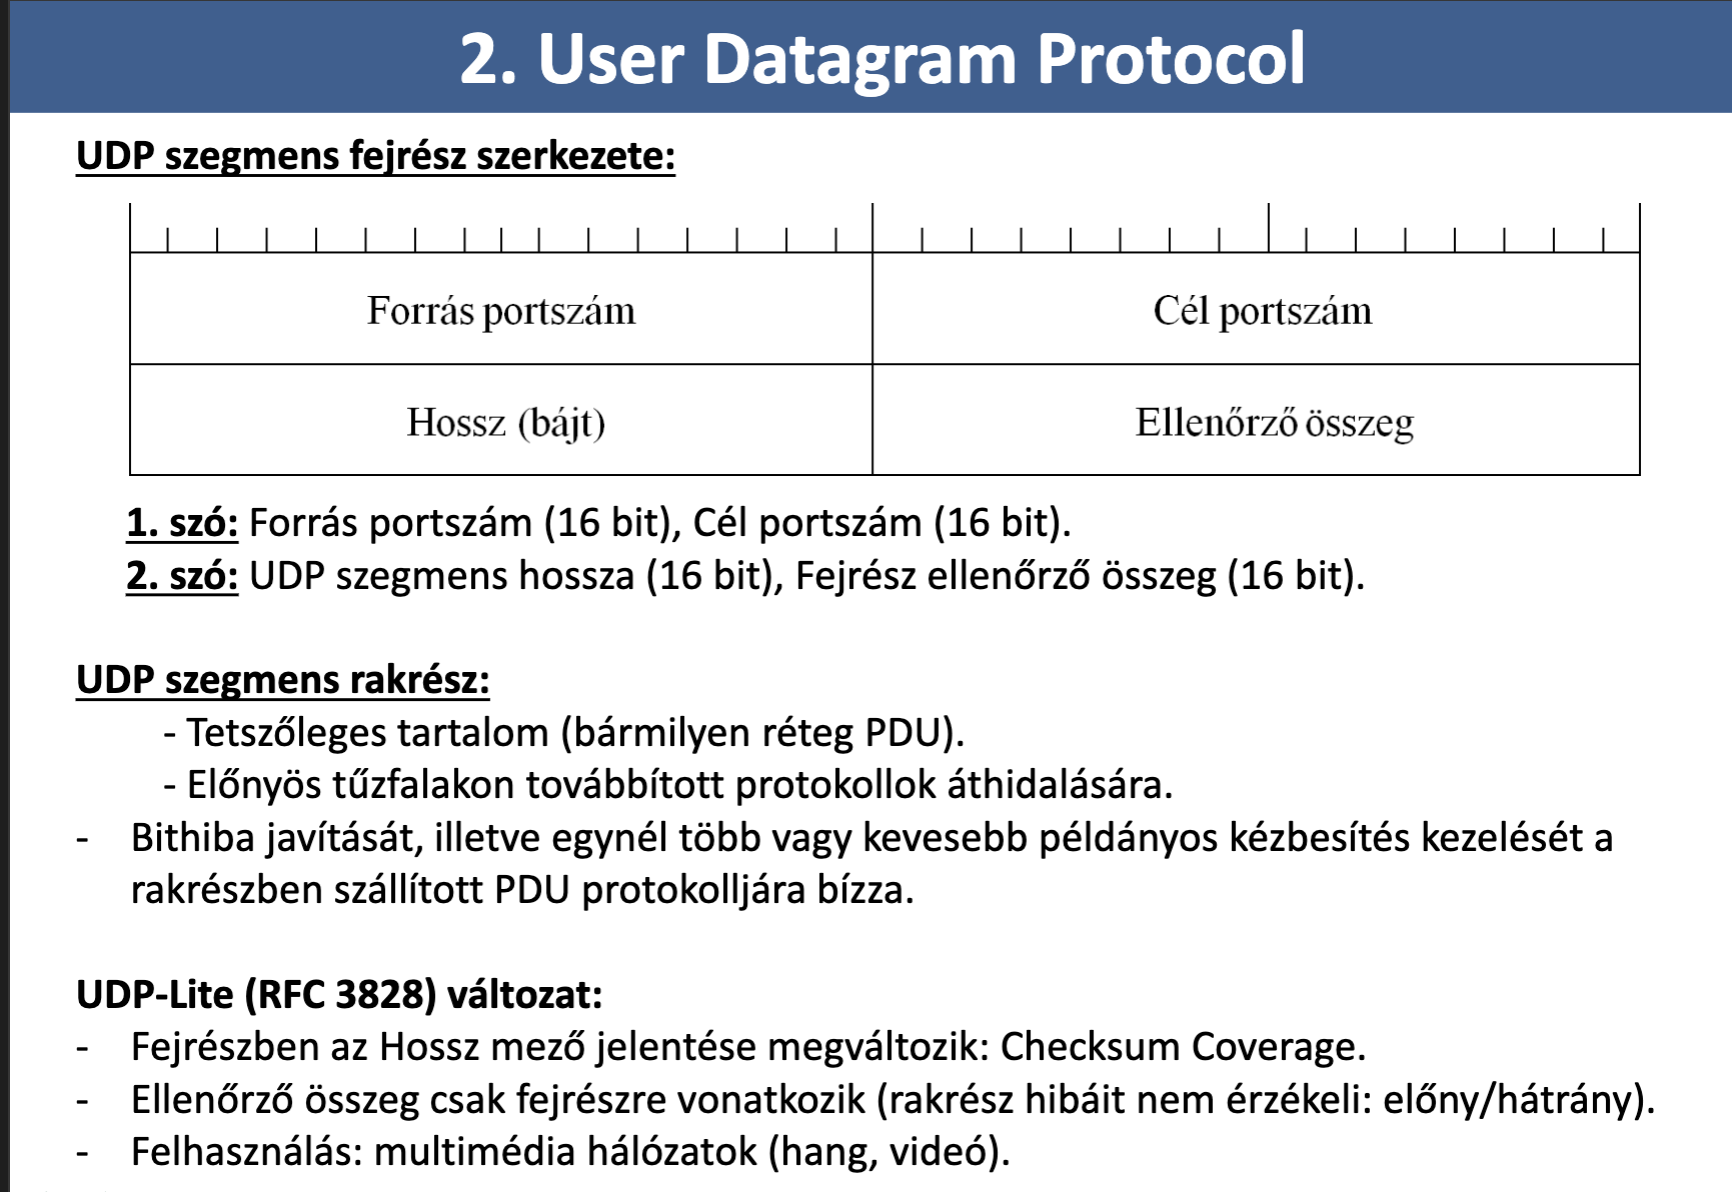 2. User Datagram Protocol
UDP szegmens fejrész szerkezete:
Forrás portszám
Cél portszám
Hossz (bájt)
Ellenőrző összeg
1. szó: Forrás portszám (16 bit), Cél portszám (16 bit).
2. szó: UDP szegmens hossza (16 bit), Fejrész ellenőrző összeg (16 bit).
UDP szegmens rakrész:
- Tetszőleges tartalom (bármilyen réteg PDU).
- Előnyös tűzfalakon továbbított protokollok áthidalására.
- Bithiba javítását, illetve egynél több vagy kevesebb példányos kézbesítés kezelését a
rakrészben szállított PDU protokolljára bízza.
UDP-Lite (RFC 3828) változat:
- Fejrészben az Hossz mező jelentése megváltozik: Checksum Coverage.
- Ellenőrző összeg csak fejrészre vonatkozik (rakrész hibáit nem érzékeli: előny/hátrány).
- Felhasználás: multimédia hálózatok (hang, videó).